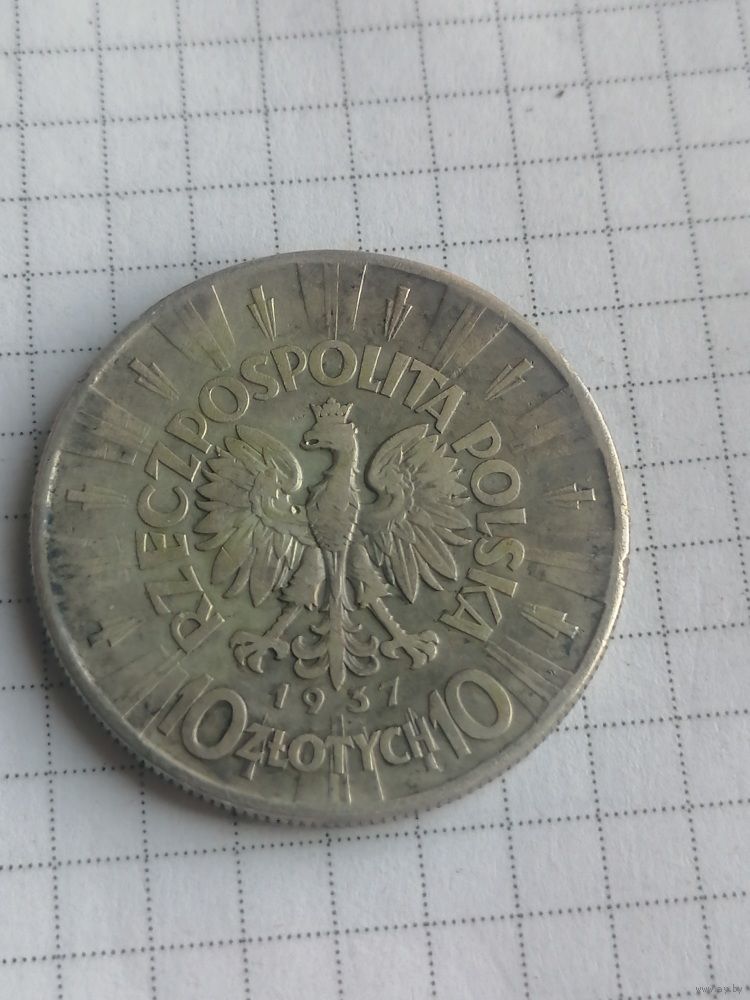 RZECZPOSPOLITA POLSKA
1937
10 ZŁOTYCH 10